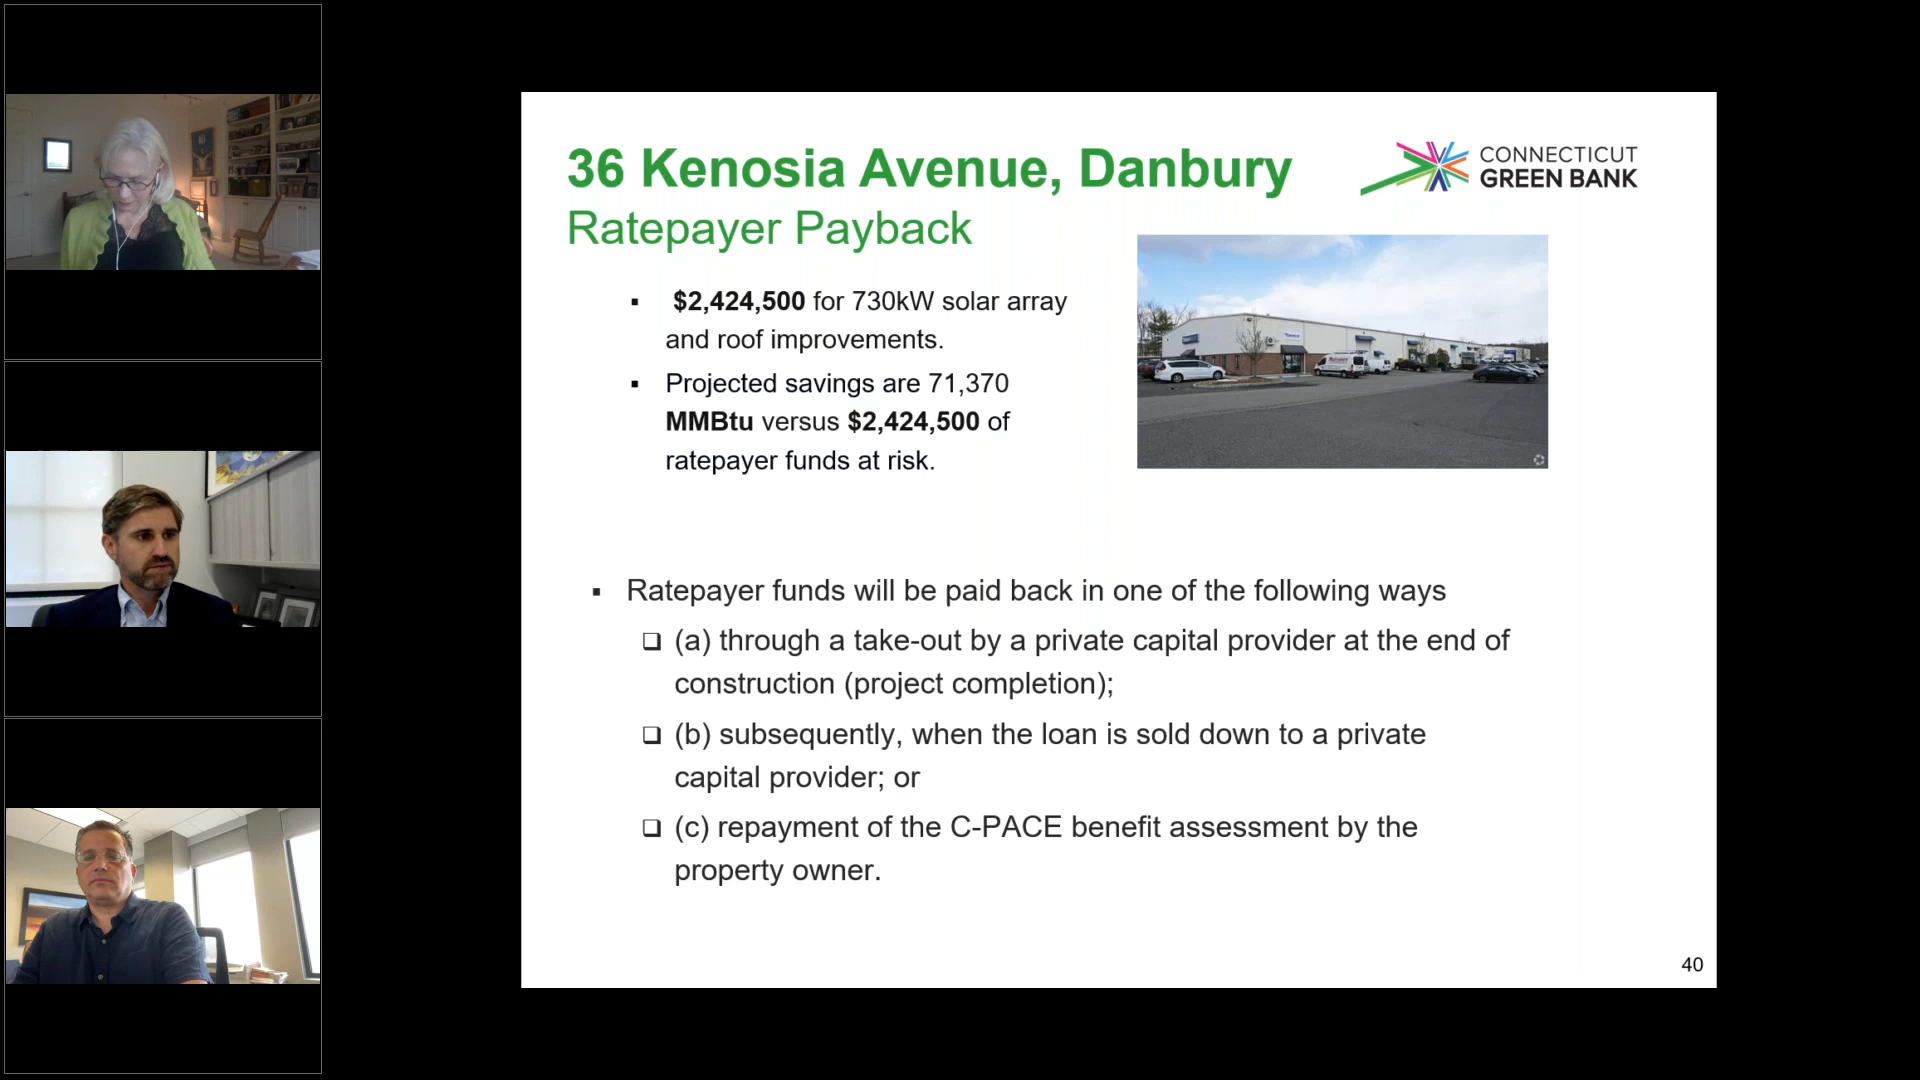 36 Kenosia Avenue, Danbury
Ratepayer Payback
CONNECTICUT
GREEN BANK
▪ $2,424,500 for 730kW solar array
and roof improvements.
▪ Projected savings are 71,370
MMBtu versus $2,424,500 of
ratepayer funds at risk.
▪ Ratepayer funds will be paid back in one of the following ways
❑ (a) through a take-out by a private capital provider at the end of
construction (project completion);
❑ (b) subsequently, when the loan is sold down to a private
capital provider; or
❑ (c) repayment of the C-PACE benefit assessment by the
property owner.
40